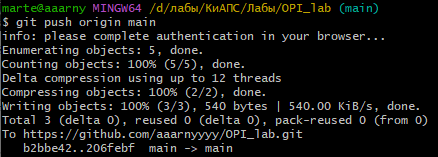 marte@aaarny MINGW64 /d/лабы/КиАПС/Лабы/OPI_lab (main)
$ git push origin main
info: please complete authentication in your browser...
Enumerating objects: 5, done.
Counting objects: 100% (5/5), done.
Delta compression using up to 12 threads
Compressing objects: 100% (2/2), done.
Writing objects: 100% (3/3), 540 bytes | 540.00 KiB/s, done.
Total 3 (delta 0), reused 0 (delta 0), pack-reused 0 (from 0)
To https://github.com/aaarnyyyy/OPI_lab.git
   b2bbe42..206febf  main -> main